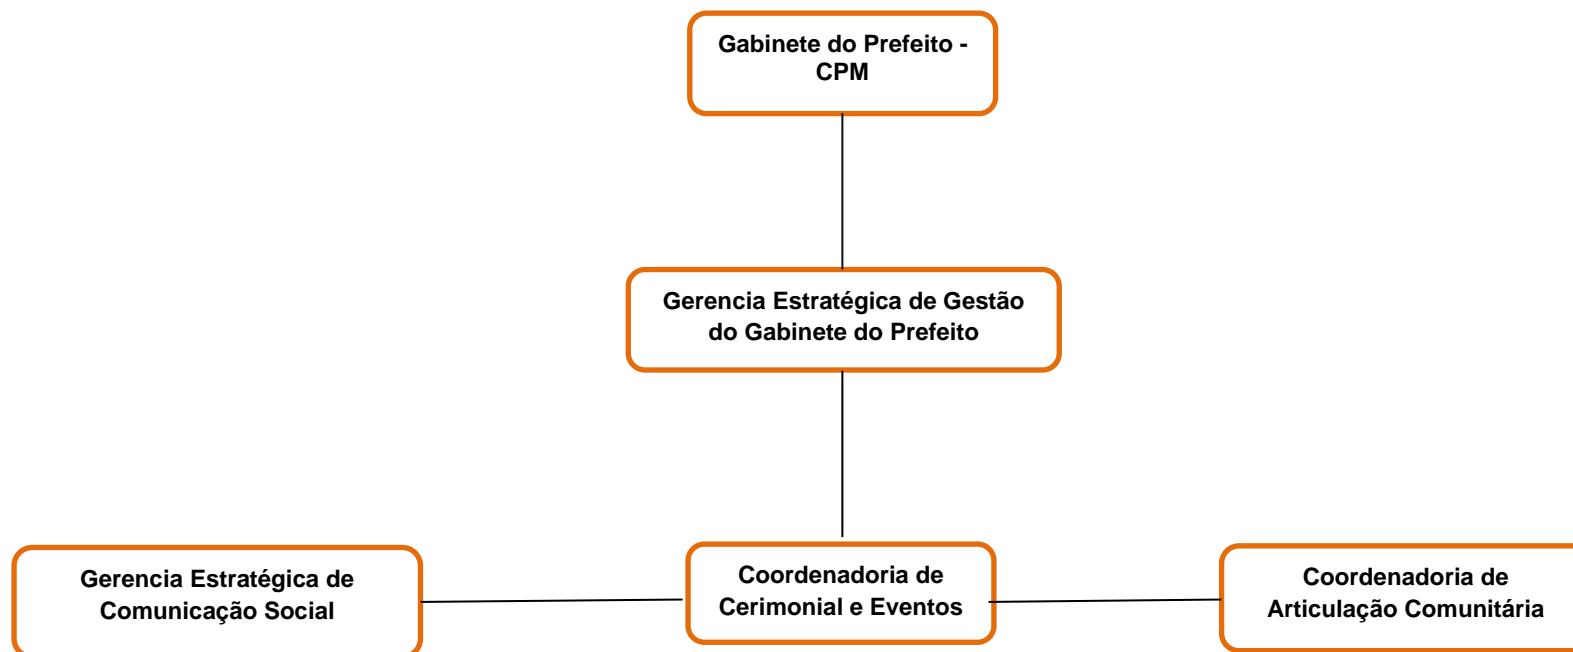 Gabinete do Prefeito -
CPM
Gerencia Estratégica de Gestão
do Gabinete do Prefeito
Gerencia Estratégica de
Comunicação Social
Coordenadoria de
Cerimonial e Eventos
Coordenadoria de
Articulação Comunitária